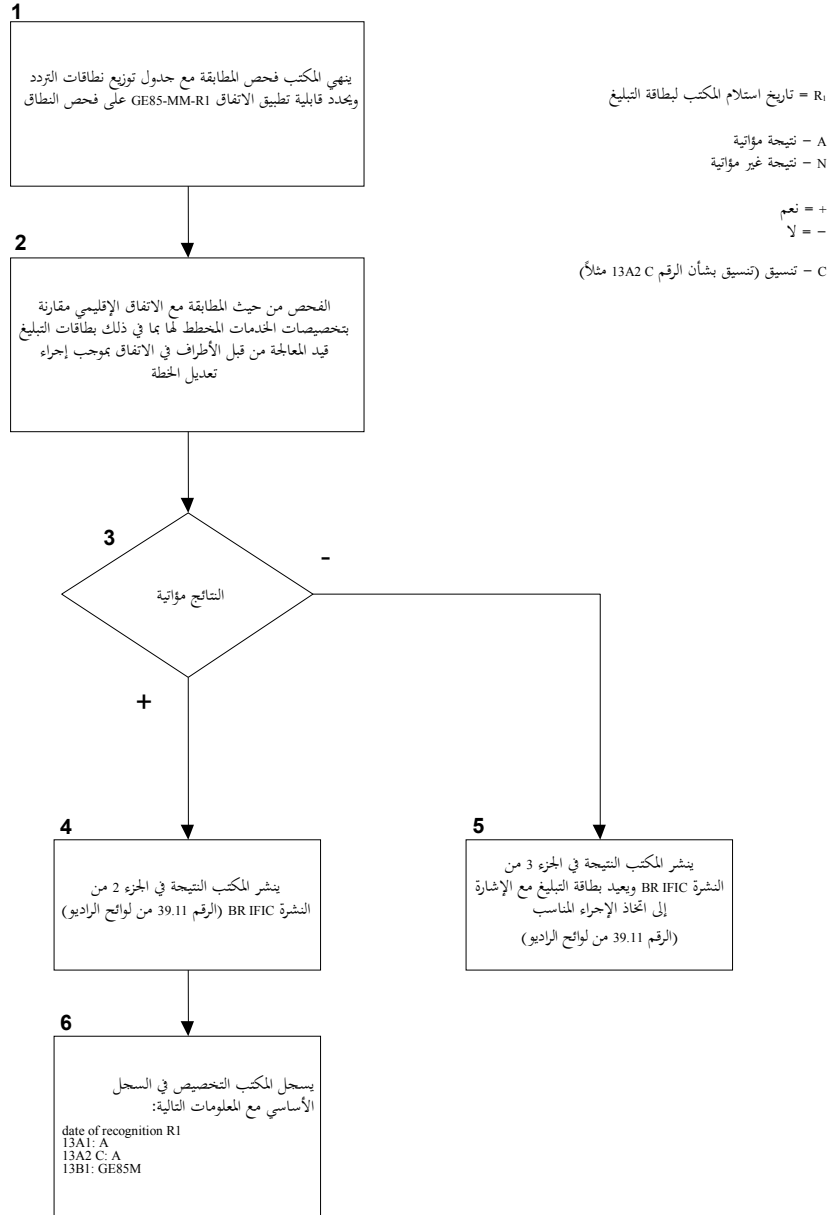 1
ينهي المكتب فحص المطابقة مع جدول توزيع نطاقات التردد
ويحدد قابلية تطبيق الاتفاق GE85-MM-R1 على فحص النطاق
R1 = تاريخ استلام المكتب لبطاقة التبليغ
A – نتيجة مؤاتية
N – نتيجة غير مؤاتية
+ = نعم
– = لا
C – تنسيق (تنسيق بشأن الرقم 13A2 C مثلاً)
2
الفحص من حيث المطابقة مع الاتفاق الإقليمي مقارنة
بتخصيصات الخدمات المخطط لها بما في ذلك بطاقات التبليغ
قيد المعالجة من قبل الأطراف في الاتفاق بموجب إجراء
تعديل الخطة
3
النتائج مؤاتية
-
+
4
ينشر المكتب النتيجة في الجزء 2 من
النشرة BR IFIC (الرقم 39.11 من لوائح الراديو)
5
ينشر المكتب النتيجة في الجزء 3 من
النشرة BR IFIC ويعيد بطاقة التبليغ مع الإشارة
إلى اتخاذ الإجراء المناسب
(الرقم 39.11 من لوائح الراديو)
6
يسجل المكتب التخصيص في السجل
الأساسي مع المعلومات التالية:
date of recognition R1
13A1: A
13A2 C: A
13B1: GE85M